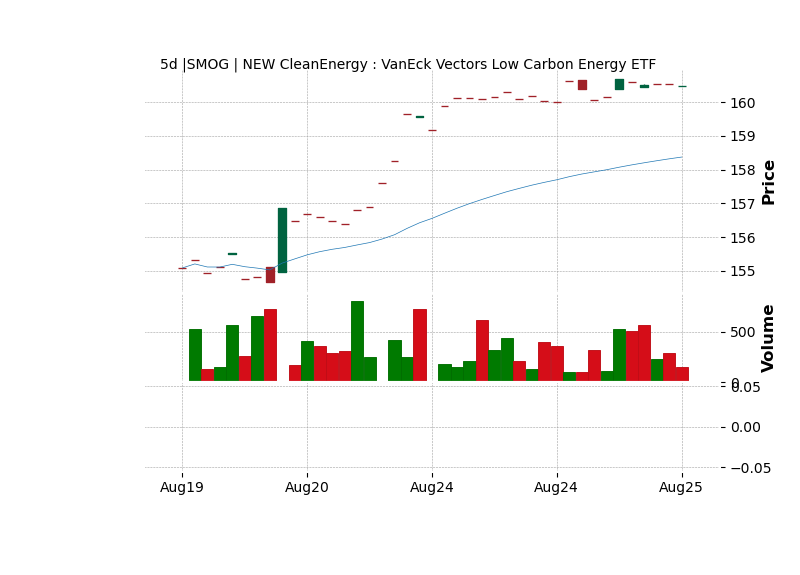 5d |SMOG | NEW CleanEnergy : VanEck Vectors Low Carbon Energy ETF
160
159
158
157
156
155
Price
500
0
Volume
0.05
0.00
−0.05
Aug19 Aug20 Aug24 Aug24 Aug25